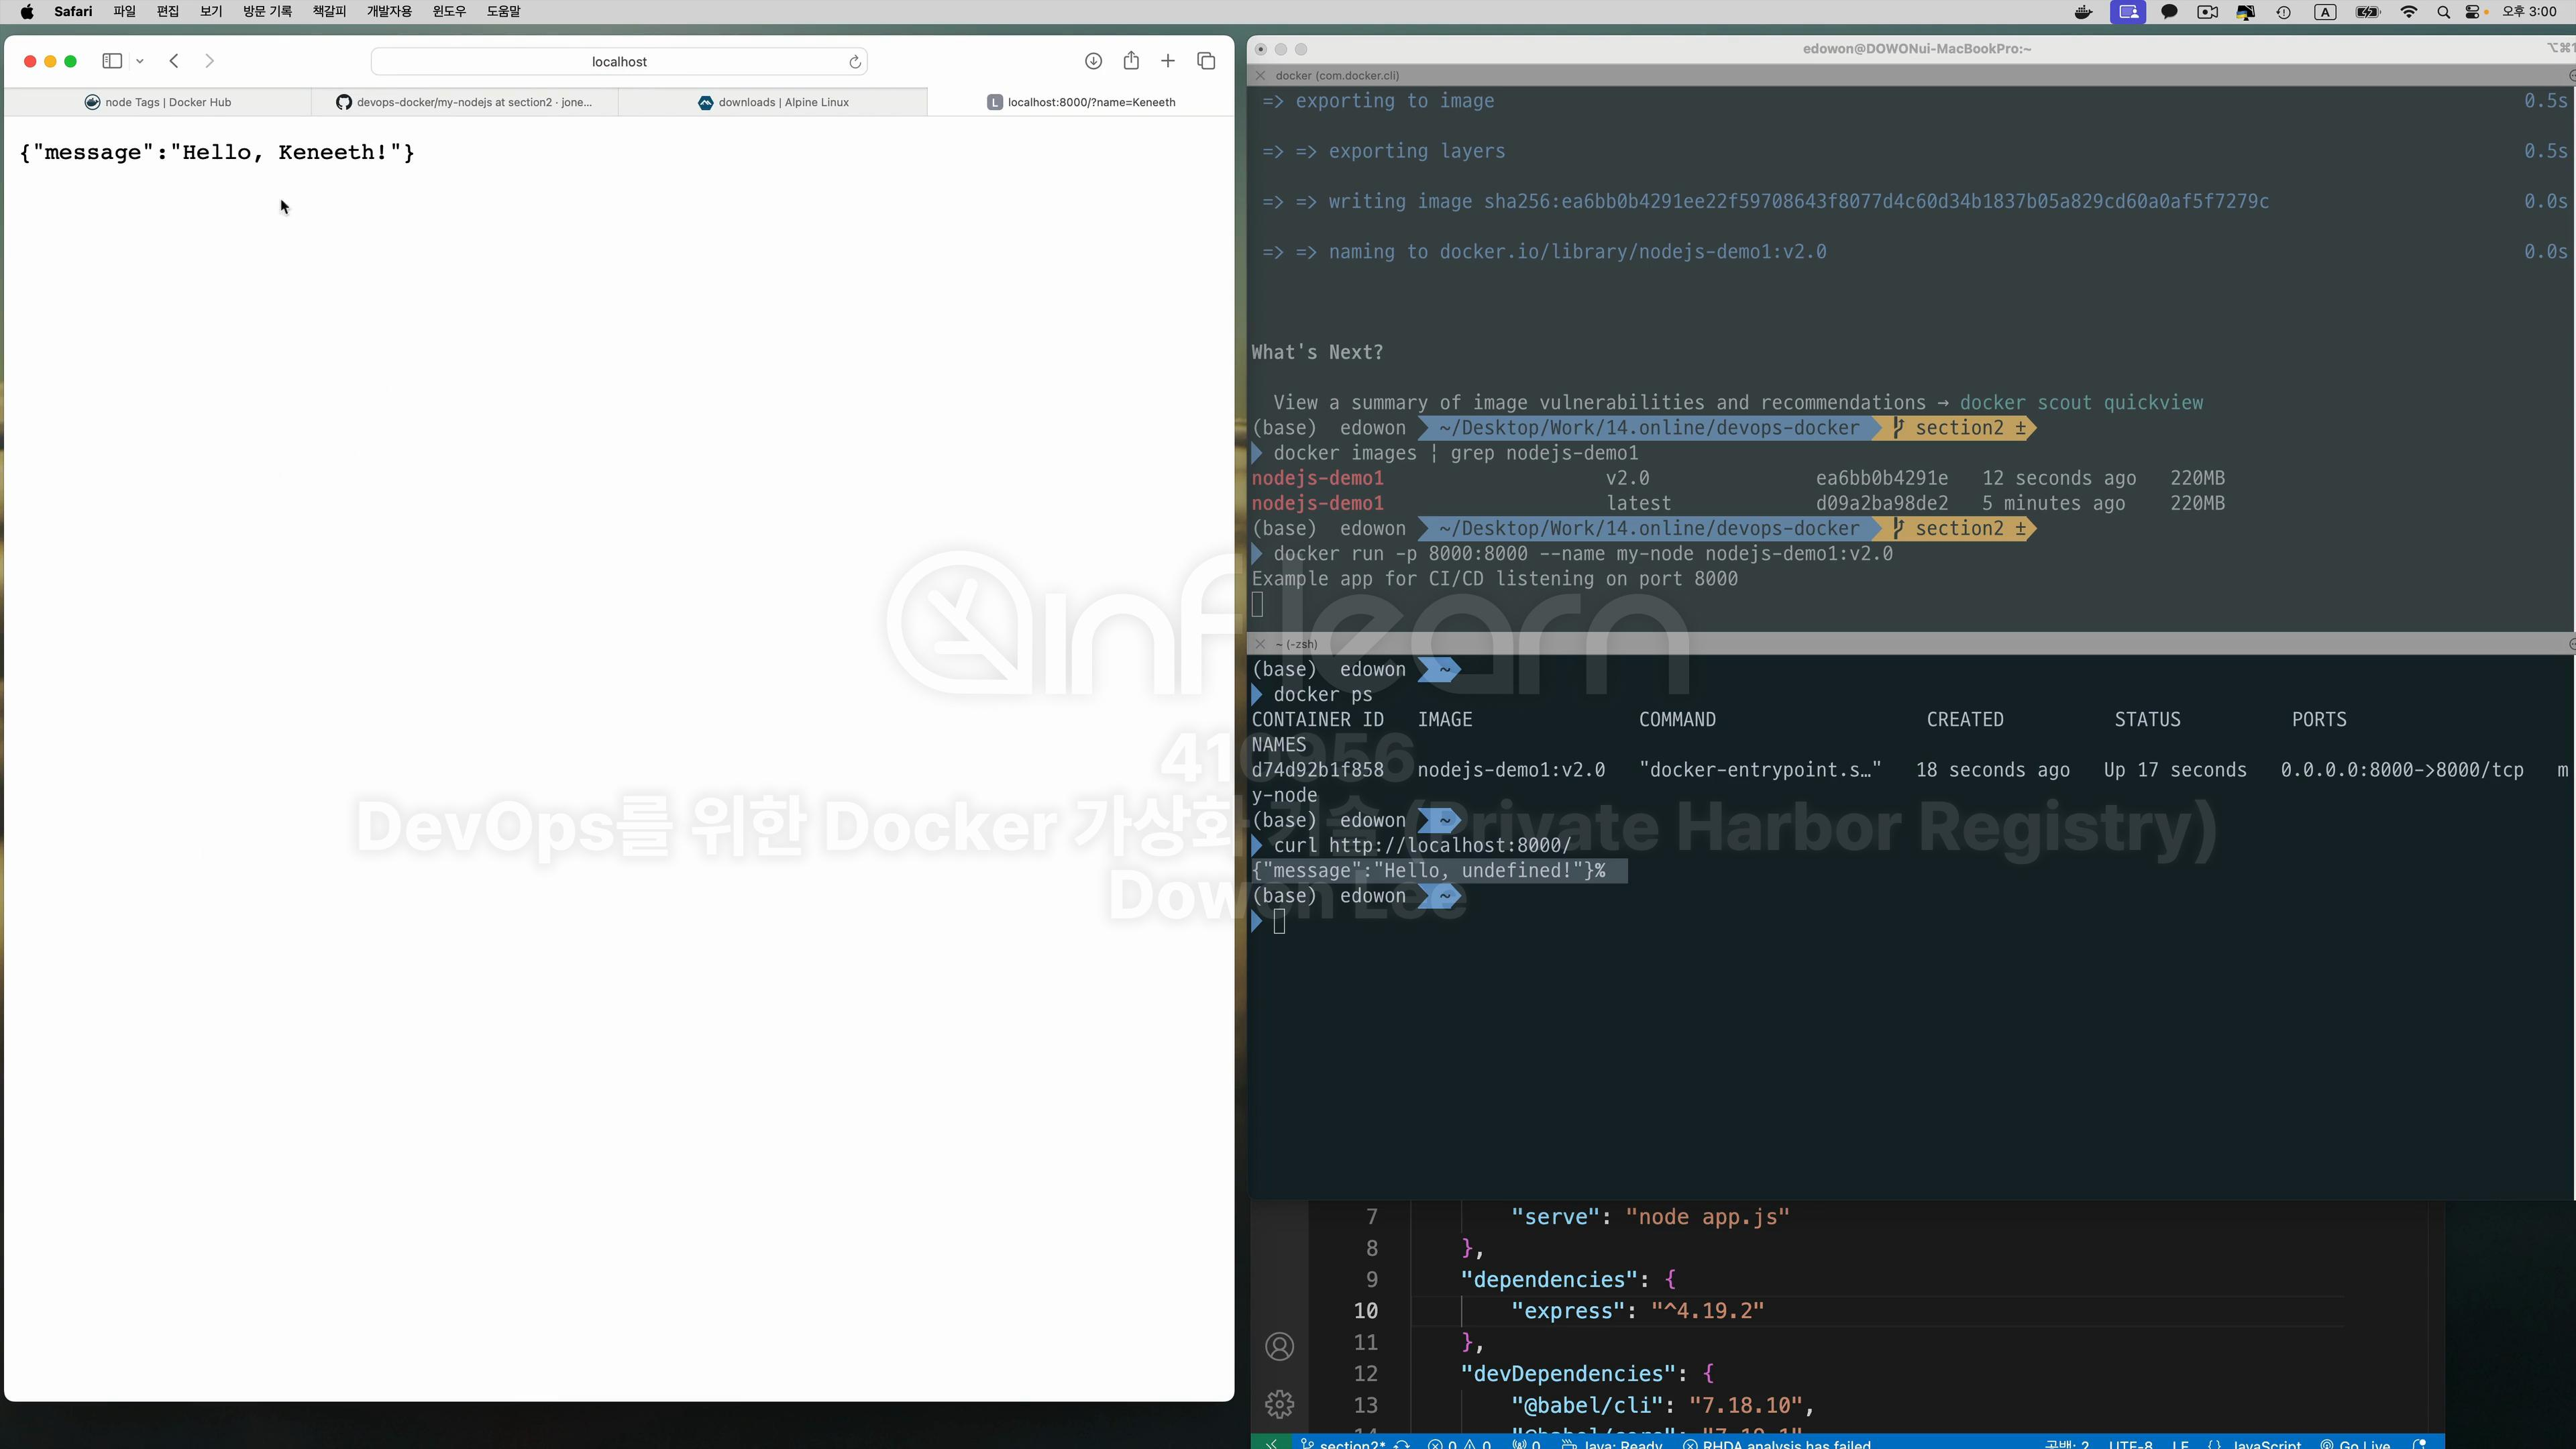 Safari 파일 편집 보기 방문 기록 책갈피 개발자용 윈도우 도움말
A 오후 3:00
localhost
node Tags | Docker Hub
devops-docker/my-nodejs at section2 · jone...
downloads | Alpine Linux
L localhost:8000/?name=Keneeth
{"message":"Hello, Keneeth!"}
edowon@DOWONui-MacBookPro:~
docker (com.docker.cli)
=> exporting to image 0.5s
=> => exporting layers 0.5s
=> => writing image sha256:ea6bb0b4291ee22f59708643f8077d4c60d34b1837b05a829cd60a0af5f7279c 0.0s
=> => naming to docker.io/library/nodejs-demo1:v2.0 0.0s
What's Next?
View a summary of image vulnerabilities and recommendations → docker scout quickview
(base) edowon ~/Desktop/Work/14.online/devops-docker section2 ±
docker images ¦ grep nodejs-demo1
nodejs-demo1 v2.0 ea6bb0b4291e 12 seconds ago 220MB
nodejs-demo1 latest d09a2ba98de2 5 minutes ago 220MB
(base) edowon ~/Desktop/Work/14.online/devops-docker section2 ±
docker run -p 8000:8000 --name my-node nodejs-demo1:v2.0
Example app for CI/CD listening on port 8000
~ (-zsh)
(base) edowon ~
docker ps
CONTAINER ID IMAGE COMMAND CREATED STATUS PORTS
NAMES
d74d92b1f858 nodejs-demo1:v2.0 "docker-entrypoint.s…" 18 seconds ago Up 17 seconds 0.0.0.0:8000->8000/tcp m
y-node
(base) edowon ~
curl http://localhost:8000/
{"message":"Hello, undefined!"}%
(base) edowon ~
inflearn
410956
DevOps를 위한 Docker 가상화 기술 (Private Harbor Registry)
Dowon Lee
7 "serve": "node app.js"
8 },
9 "dependencies": {
10 "express": "^4.19.2"
11 },
12 "devDependencies": {
13 "@babel/cli": "7.18.10",
section2* 0 0 0 Java: Ready RHDA analysis has failed 공백: 2 UTF-8 LF {} JavaScript Go Live